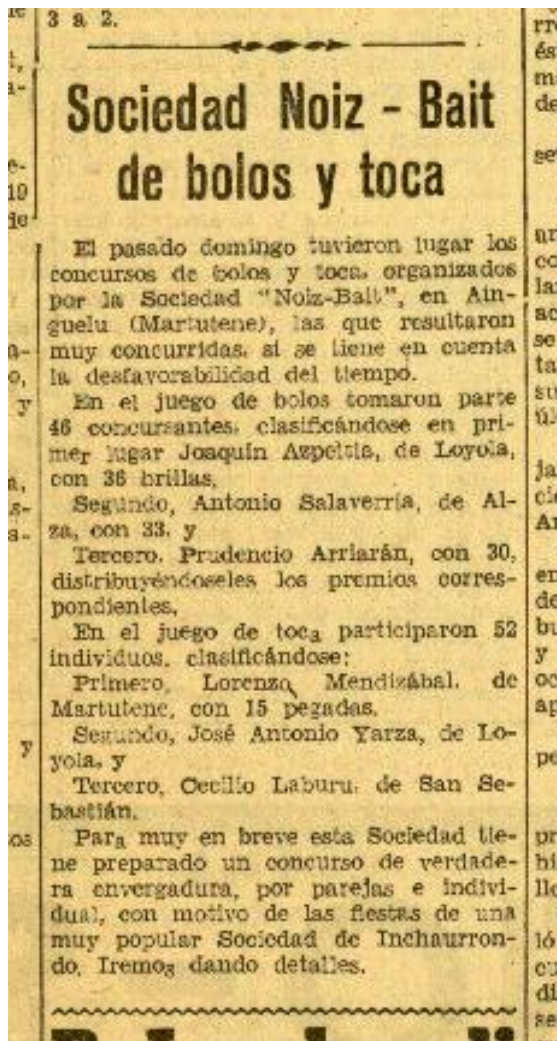 3 a 2.
Sociedad Noiz - Bait
de bolos y toca
El pasado domingo tuvieron lugar los
concursos de bolos y toca, organizados
por la Sociedad "Noiz-Bait", en Ain-
guelu (Martutene), las que resultaron
muy concurridas, si se tiene en cuenta
la desfavorabilidad del tiempo.
En el juego de bolos tomaron parte
46 concursantes, clasificándose en pri-
mer lugar Joaquín Azpeitia, de Loyola,
con 36 brillas.
Segundo, Antonio Salaverría, de Al-
za, con 33, y
Tercero, Prudencio Arriarán, con 30,
distribuyéndoseles los premios corres-
pondientes.
En el juego de toca participaron 52
individuos, clasificándose:
Primero, Lorenzo Mendizábal, de
Martutene, con 15 pegadas.
Segundo, José Antonio Yarza, de Lo-
yola, y
Tercero, Cecilio Laburu, de San Se-
bastián.
Para muy en breve esta Sociedad tie-
ne preparado un concurso de verdade-
ra envergadura, por parejas e indivi-
dual, con motivo de las fiestas de una
muy popular Sociedad de Inchaurron-
do. Iremos dando detalles.